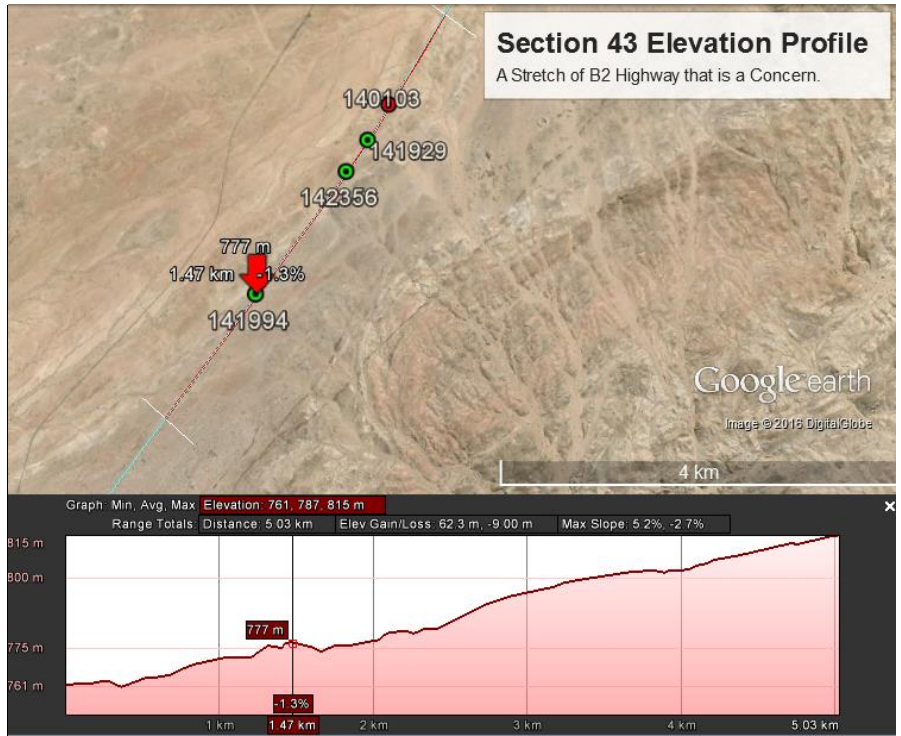 Section 43 Elevation Profile
A Stretch of B2 Highway that is a Concern.
140103
141929
142356
777 m
1.47 km -1.3%
141994
Google earth
Image © 2016 DigitalGlobe
4 km
Graph: Min, Avg, Max Elevation: 761, 787, 815 m
Range Totals: Distance: 5.03 km Elev Gain/Loss: 62.3 m, -9.00 m Max Slope: 5.2%, -2.7%
815 m
800 m
777 m
775 m
761 m
-1.3%
1 km 1.47 km 2 km 3 km 4 km 5.03 km